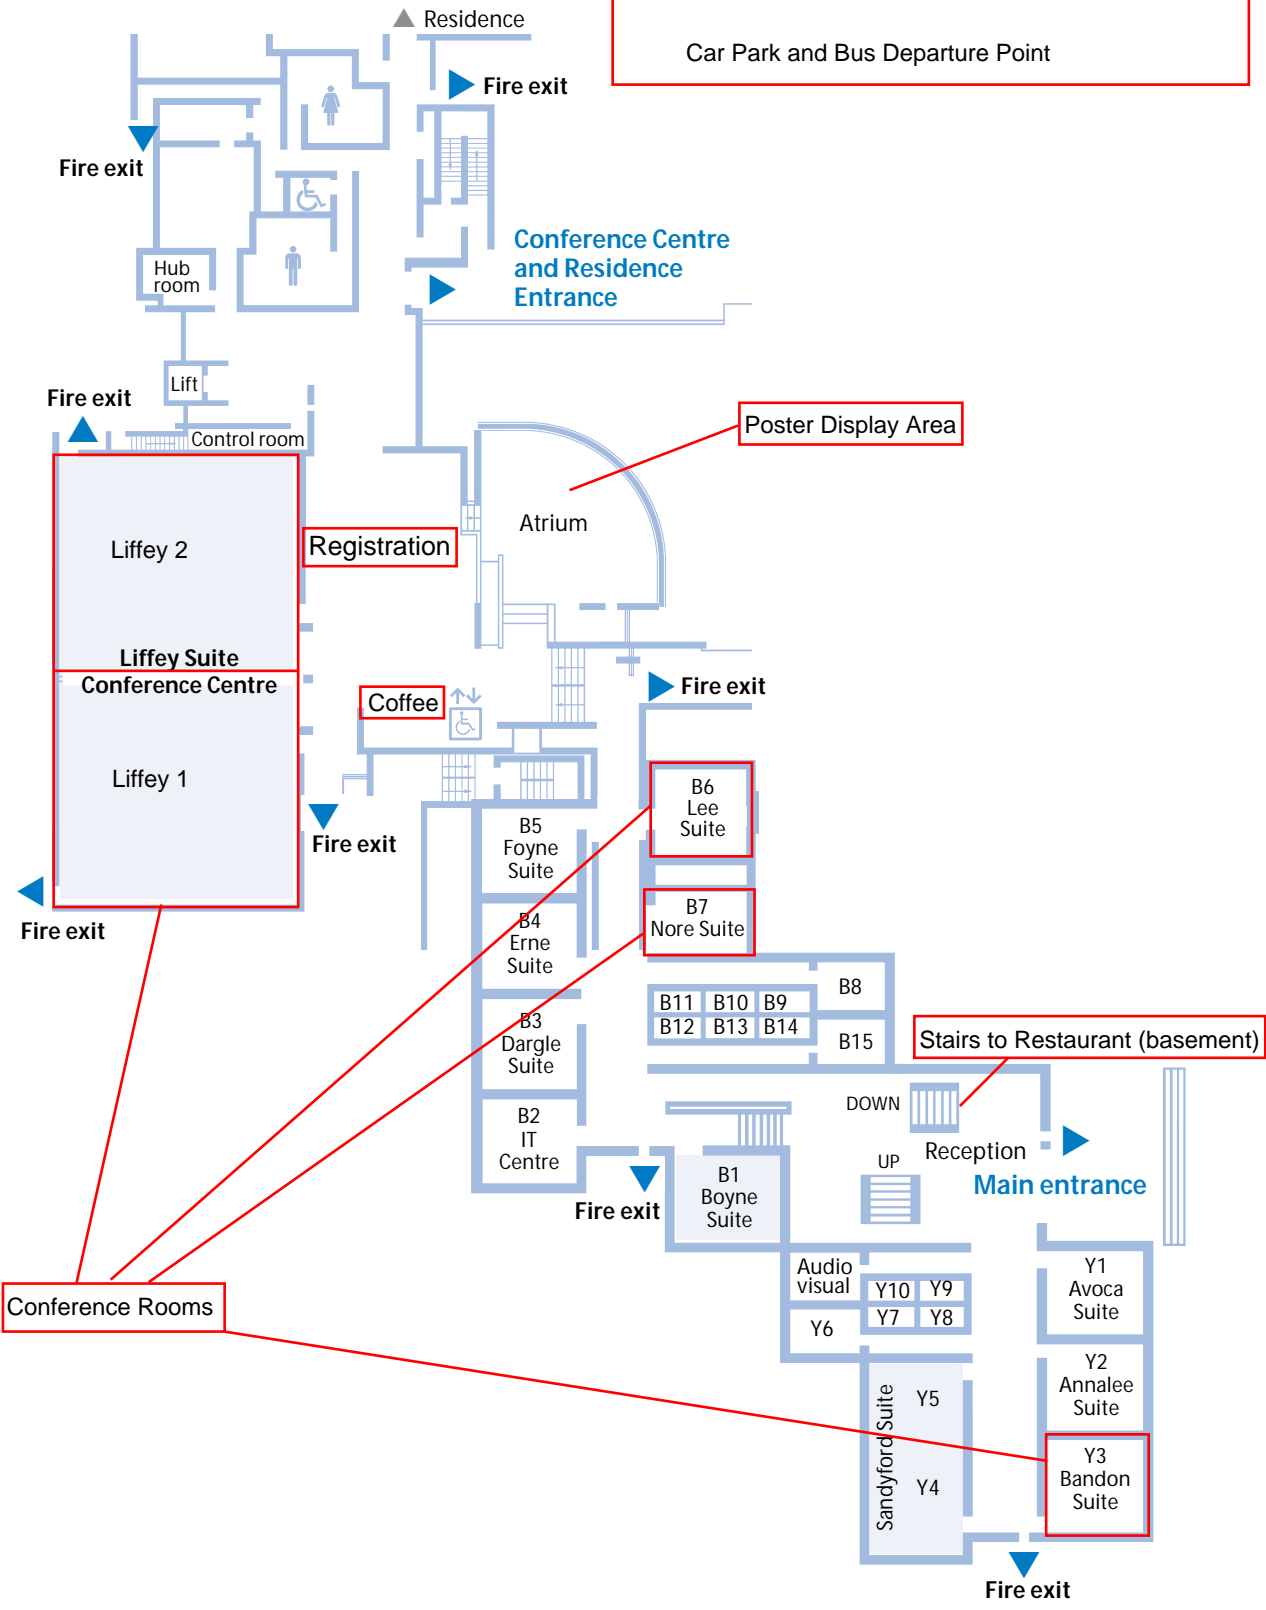 Residence
Car Park and Bus Departure Point
Fire exit
Fire exit
Conference Centre
and Residence
Entrance
Hub
room
Lift
Fire exit
Control room
Poster Display Area
Atrium
Liffey 2
Registration
Liffey Suite
Conference Centre
Fire exit
Coffee
Liffey 1
B6
Lee
Suite
B5
Foyne
Suite
Fire exit
Fire exit
B7
Nore Suite
B4
Erne
Suite
B8
B11 B10 B9
B12 B13 B14
B15
B3
Dargle
Suite
Stairs to Restaurant (basement)
DOWN
B2
IT
Centre
Reception
UP
Main entrance
B1
Boyne
Suite
Fire exit
Audio
visual
Y10 Y9
Y7 Y8
Y6
Y1
Avoca
Suite
Conference Rooms
Y2
Annalee
Suite
Sandyford Suite
Y5
Y4
Y3
Bandon
Suite
Fire exit